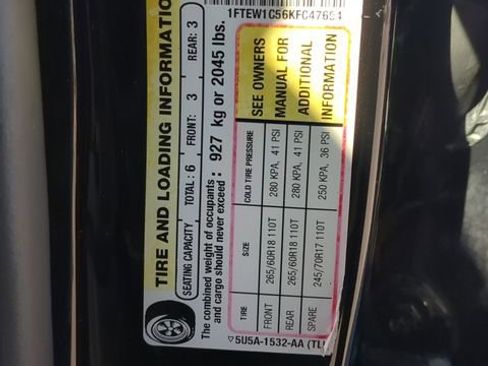 1FTEW1C56KFC476
TIRE AND LOADING INFORMATION
SEATING CAPACITY TOTAL: 6 FRONT: 3 REAR: 3
The combined weight of occupants
and cargo should never exceed : 927 kg or 2045 lbs.
TIRE SIZE COLD TIRE PRESSURE
FRONT 265/60R18 110T 280 KPA, 41 PSI
REAR 265/60R18 110T 280 KPA, 41 PSI
SPARE 245/70R17 110T 250 KPA, 36 PSI
SEE OWNERS
MANUAL FOR
ADDITIONAL
INFORMATION
5U5A-1532-AA